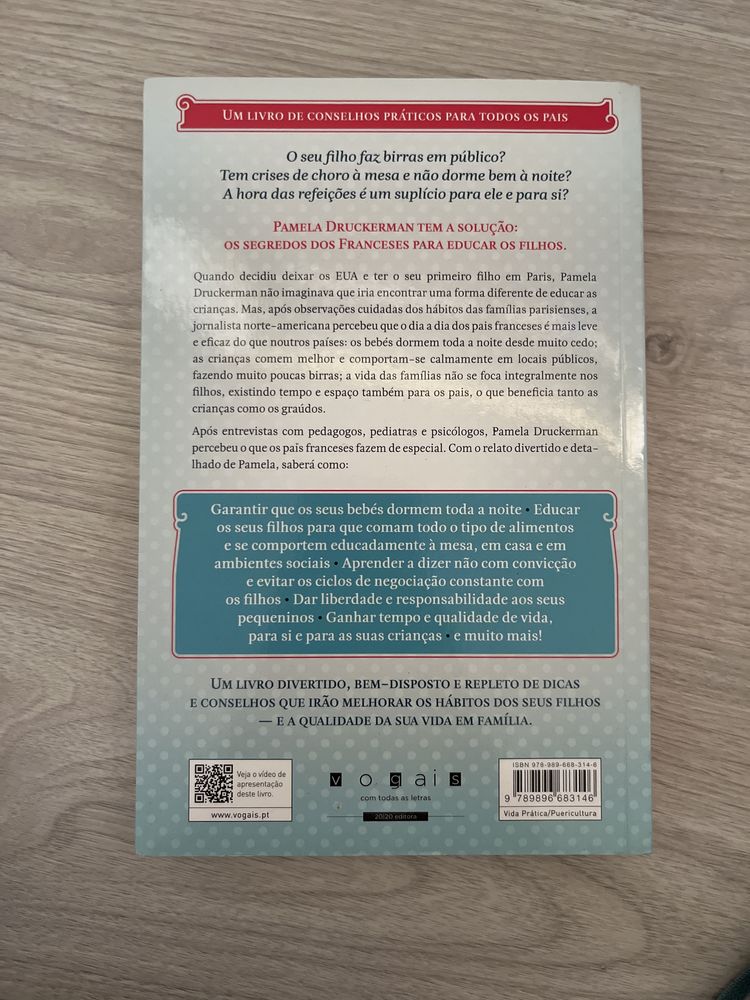 UM LIVRO DE CONSELHOS PRÁTICOS PARA TODOS OS PAIS
O seu filho faz birras em público?
Tem crises de choro à mesa e não dorme bem à noite?
A hora das refeições é um suplício para ele e para si?
PAMELA DRUCKERMAN TEM A SOLUÇÃO:
OS SEGREDOS DOS FRANCESES PARA EDUCAR OS FILHOS.
Quando decidiu deixar os EUA e ter o seu primeiro filho em Paris, Pamela
Druckerman não imaginava que iria encontrar uma forma diferente de educar as
crianças. Mas, após observações cuidadas dos hábitos das famílias parisienses, a
jornalista norte-americana percebeu que o dia a dia dos pais franceses é mais leve
e eficaz do que noutros países: os bebés dormem toda a noite desde muito cedo;
as crianças comem melhor e comportam-se calmamente em locais públicos,
fazendo muito poucas birras; a vida das famílias não se foca integralmente nos
filhos, existindo tempo e espaço também para os pais, o que beneficia tanto as
crianças como os graúdos.
Após entrevistas com pedagogos, pediatras e psicólogos, Pamela Druckerman
percebeu o que os pais franceses fazem de especial. Com o relato divertido e deta-
lhado de Pamela, saberá como:
Garantir que os seus bebés dormem toda a noite • Educar
os seus filhos para que comam todo o tipo de alimentos
e se comportem educadamente à mesa, em casa e em
ambientes sociais • Aprender a dizer não com convicção
e evitar os ciclos de negociação constante com
os filhos • Dar liberdade e responsabilidade aos seus
pequeninos • Ganhar tempo e qualidade de vida,
para si e para as suas crianças • e muito mais!
UM LIVRO DIVERTIDO, BEM-DISPOSTO E REPLETO DE DICAS
E CONSELHOS QUE IRÃO MELHORAR OS HÁBITOS DOS SEUS FILHOS
— E A QUALIDADE DA SUA VIDA EM FAMÍLIA.
Veja o vídeo de
apresentação
deste livro.
www.vogais.pt
vogais
com todas as letras
20|20 editora
ISBN 978-989-668-314-6
9 789896 683146
Vida Prática/Puericultura